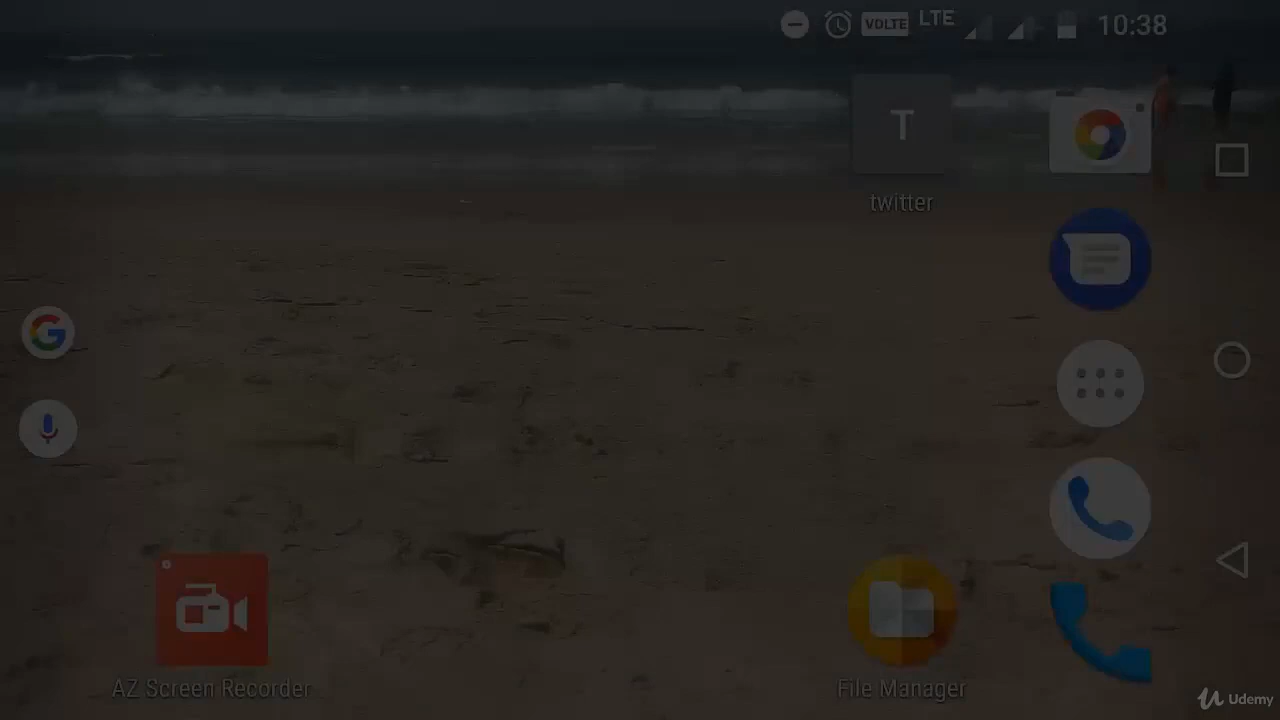 VOLTE LTE 10:38
T
twitter
AZ Screen Recorder
File Manager
Udemy